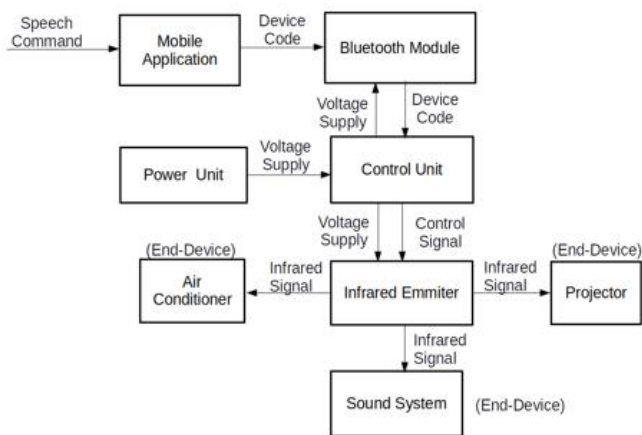 Speech
Command
Mobile
Application
Device
Code
Bluetooth Module
Voltage
Supply
Device
Code
Power Unit
Voltage
Supply
Control Unit
Voltage
Supply
Control
Signal
(End-Device)
Air
Conditioner
Infrared
Signal
Infrared Emmiter
Infrared
Signal
(End-Device)
Projector
Infrared
Signal
Sound System
(End-Device)